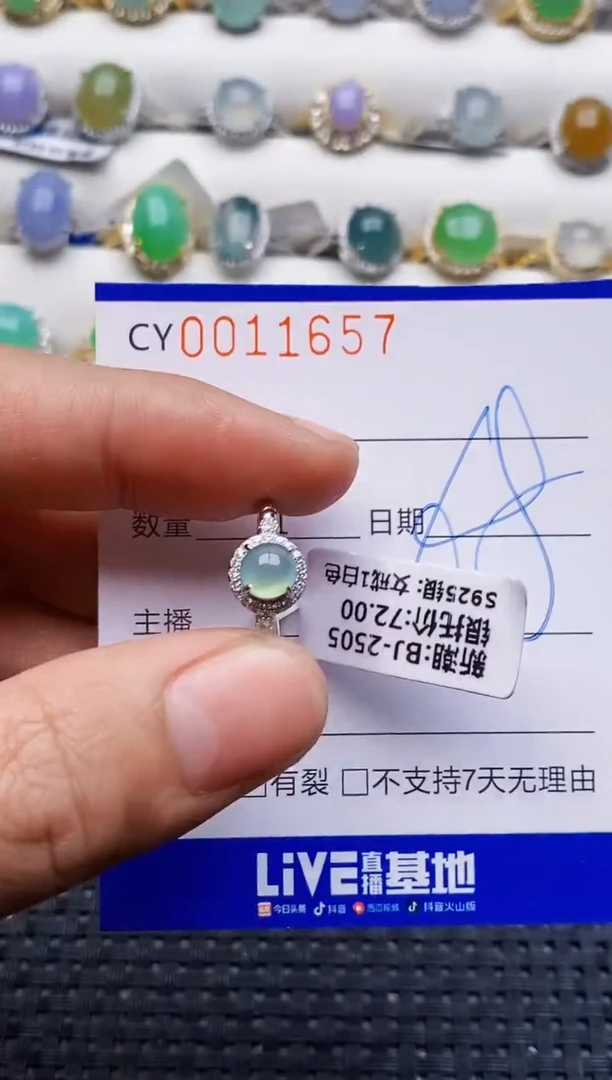 CY0011657
数量 1 日期
主播
新潮:BJ-2505
银托价:72.00
S925银: 女戒1白色
有裂 □不支持7天无理由
LiVE直播基地
今日头条 抖音 西瓜视频 抖音火山版